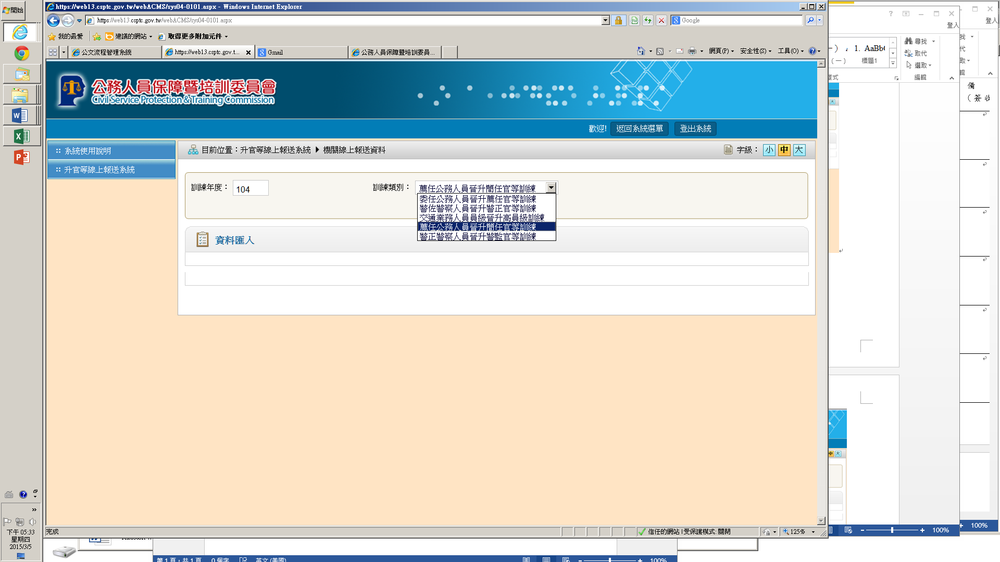 開始
https://web13.csptc.gov.tw/webACMS/sys04-0101.aspx - Windows Internet Explorer
https://web13.csptc.gov.tw/webACMS/sys04-0101.aspx
Google
我的最愛
建議的網站
取得更多附加元件
公文流程管理系統
https://web13.csptc.gov.t...
Gmail
公務人員保障暨培訓委員...
網頁(P)
安全性(S)
工具(O)
公務人員保障暨培訓委員會
Civil Service Protection & Training Commission
歡迎!
返回系統選單
登出系統
系統使用說明
升官等線上報送系統
目前位置：升官等線上報送系統
機關線上報送資料
字級：
小
中
大
訓練年度：
104
訓練類別：
薦任公務人員晉升簡任官等訓練
委任公務人員晉升薦任官等訓練
警佐警察人員晉升警正官等訓練
交通業務人員員級晉升高員級訓練
薦任公務人員晉升簡任官等訓練
警正警察人員晉升警監官等訓練
資料匯入
完成
信任的網站 | 受保護模式: 關閉
125%
下午 05:33
星期四
2015/3/5
第 1 頁，共 1 頁
0 個字
英文 (美國)
100%
登入
尋找
取代
選取
編輯
1. AaBb
(一)
標題1
100%
登入
備
(簽收
100%
中
大